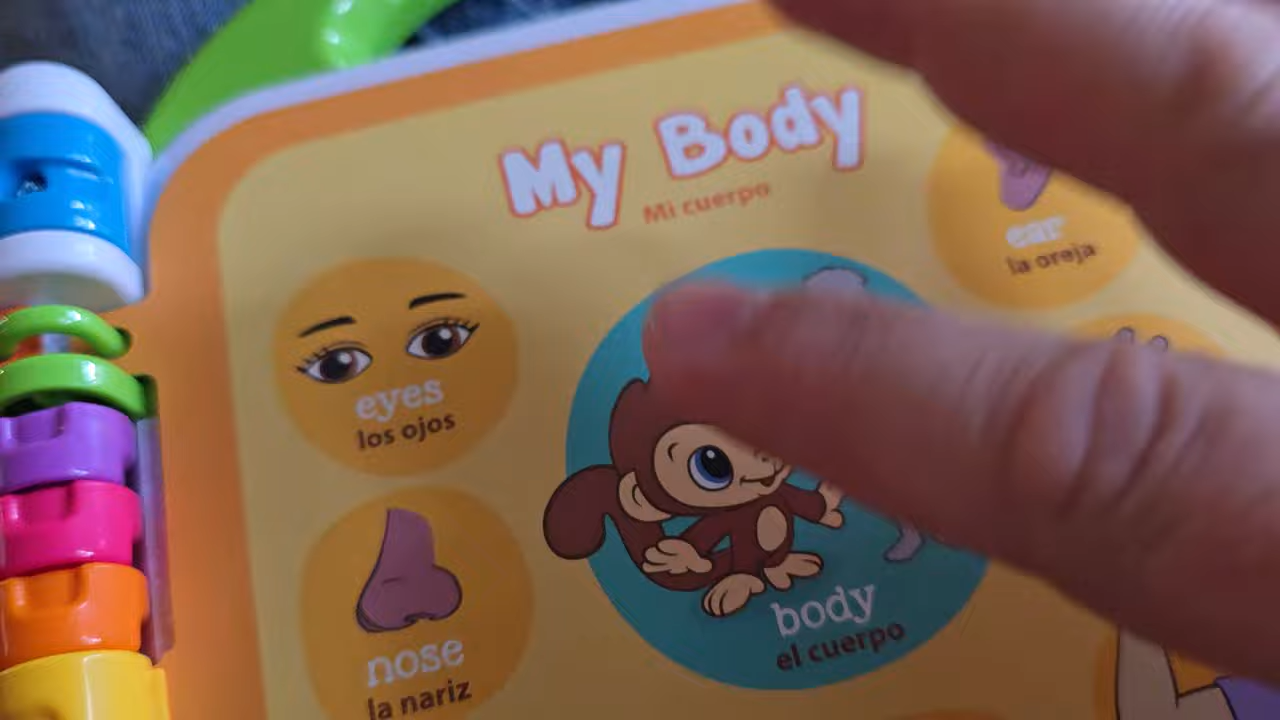 My Body
Mi cuerpo
eyes
los ojos
nose
la nariz
body
el cuerpo
ear
la oreja